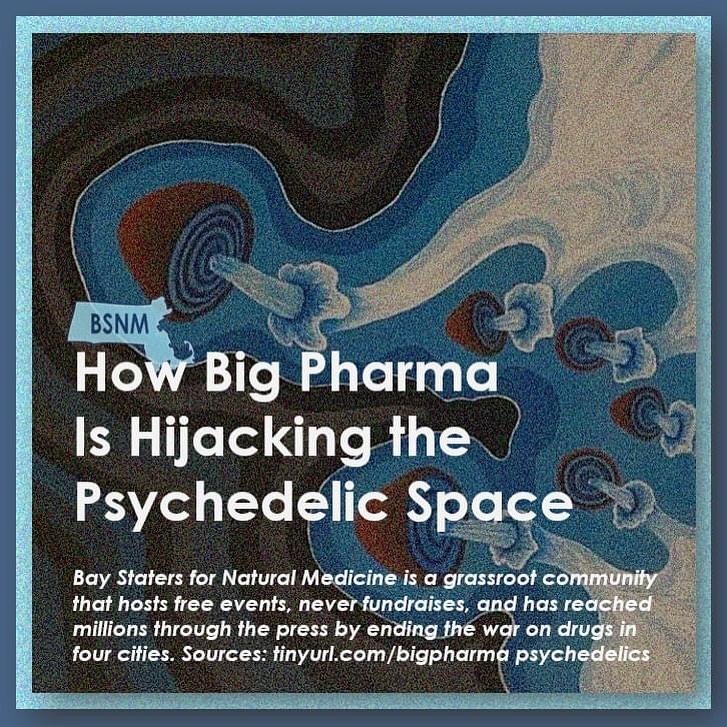 BSNM
How Big Pharma
Is Hijacking the
Psychedelic Space
Bay Staters for Natural Medicine is a grassroot community
that hosts free events, never fundraises, and has reached
millions through the press by ending the war on drugs in
four cities. Sources: tinyurl.com/bigpharma psychedelics